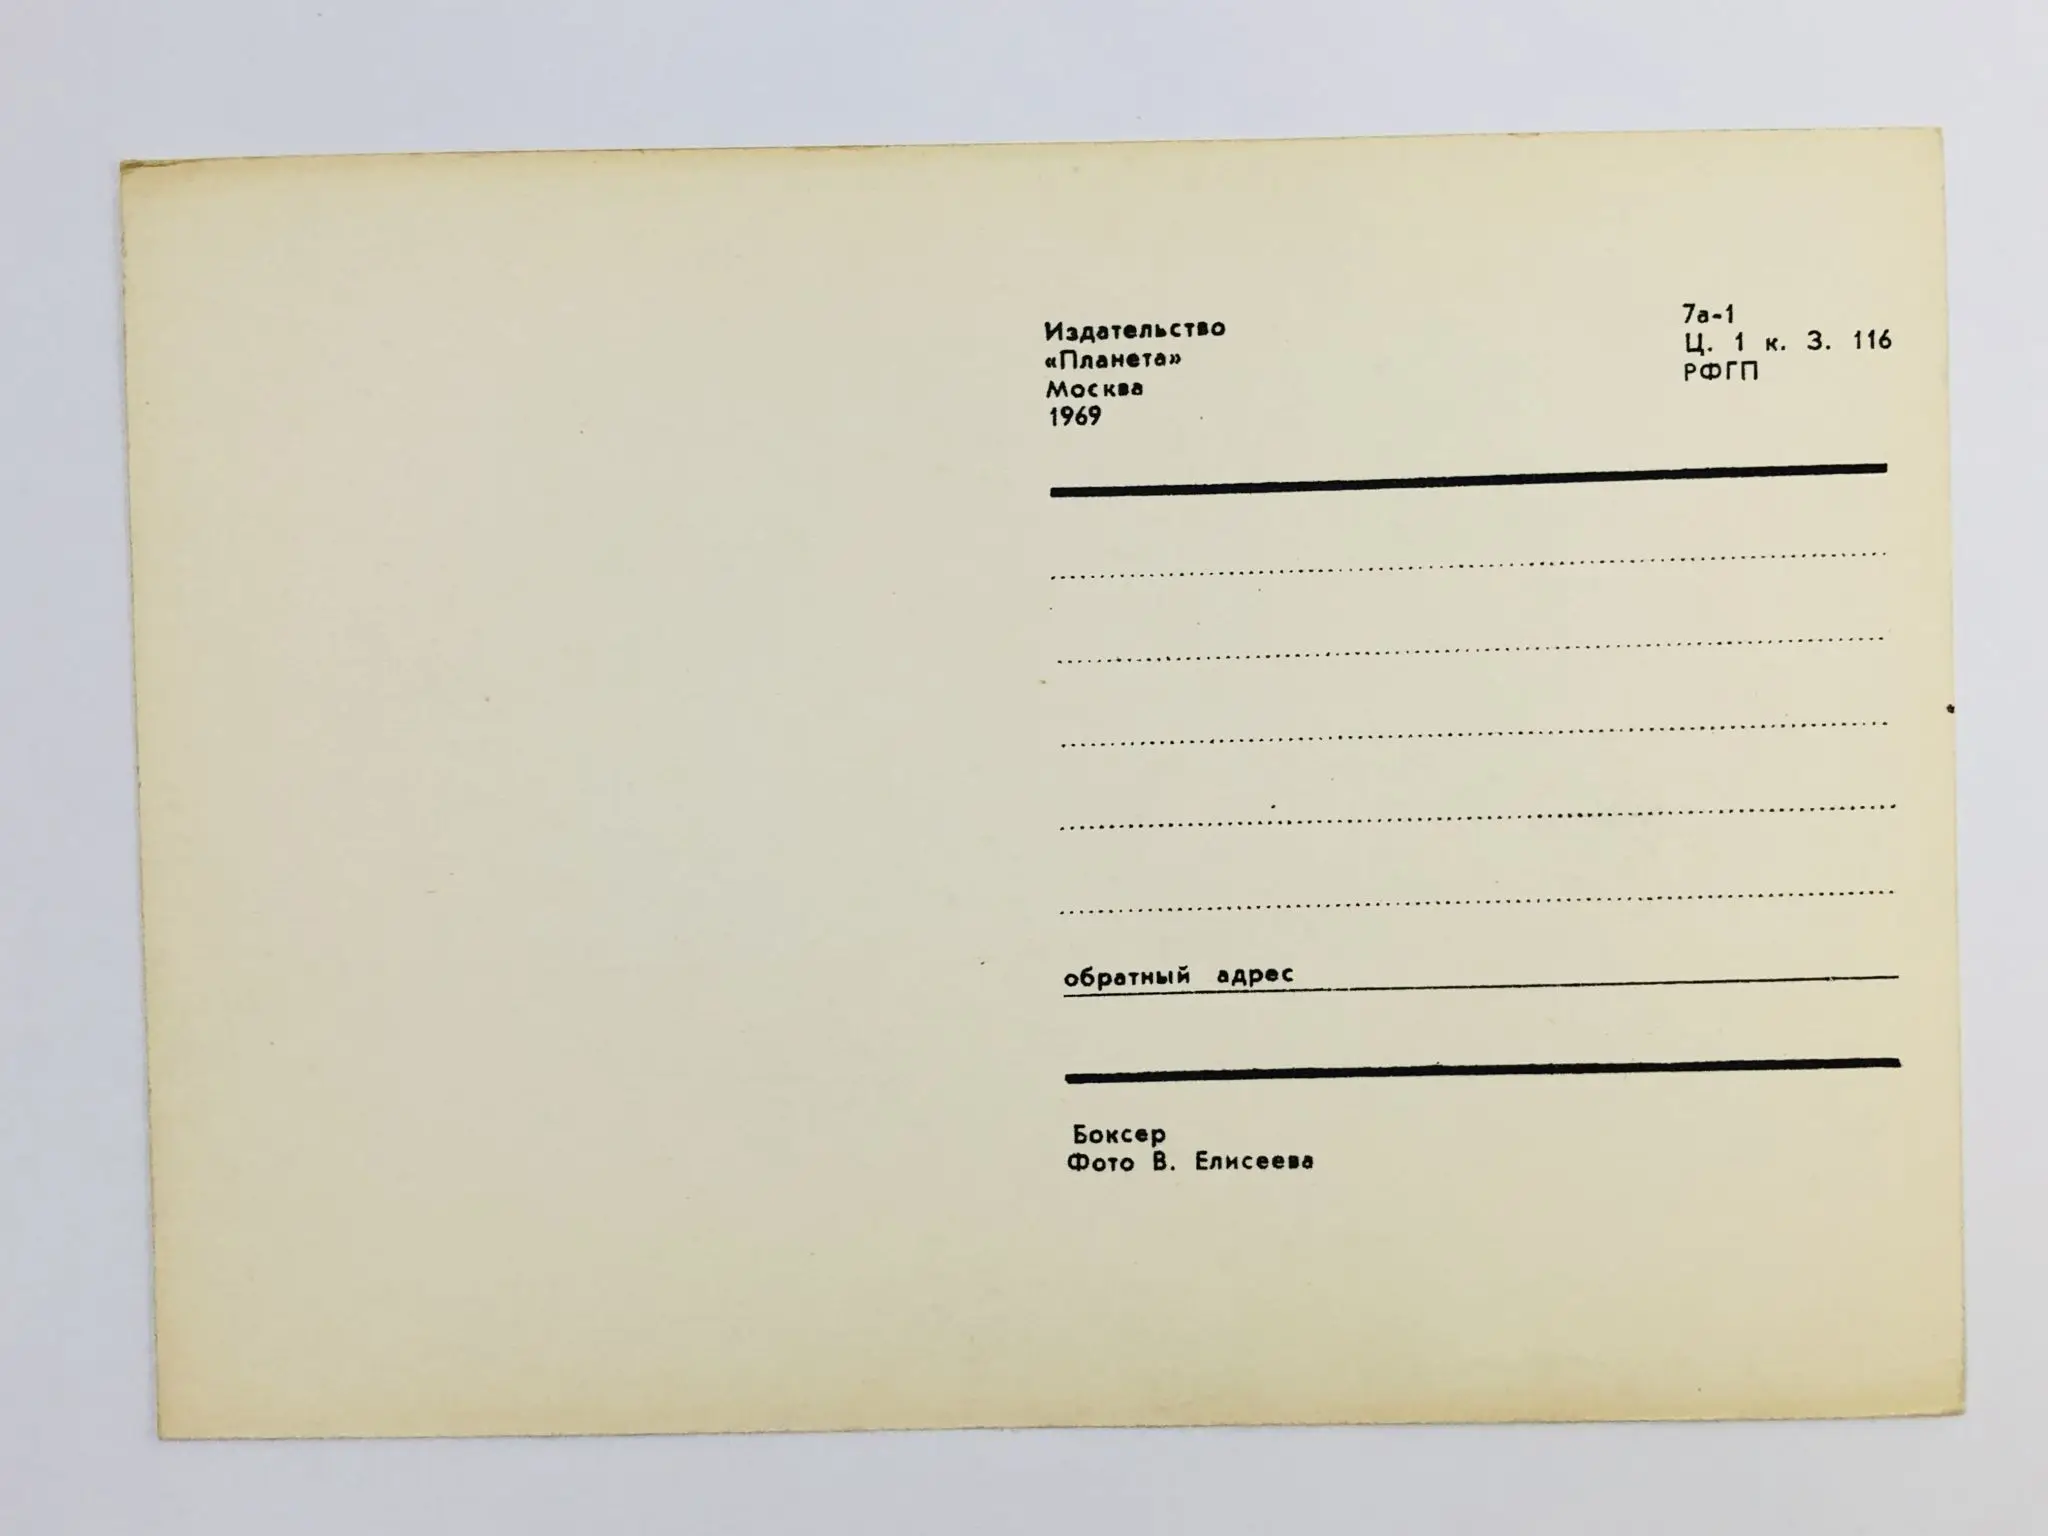 Издательство
«Планета»
Москва
1969
7а-1
Ц. 1 к. З. 116
РФГП
обратный адрес
Боксер
Фото В. Елисеева